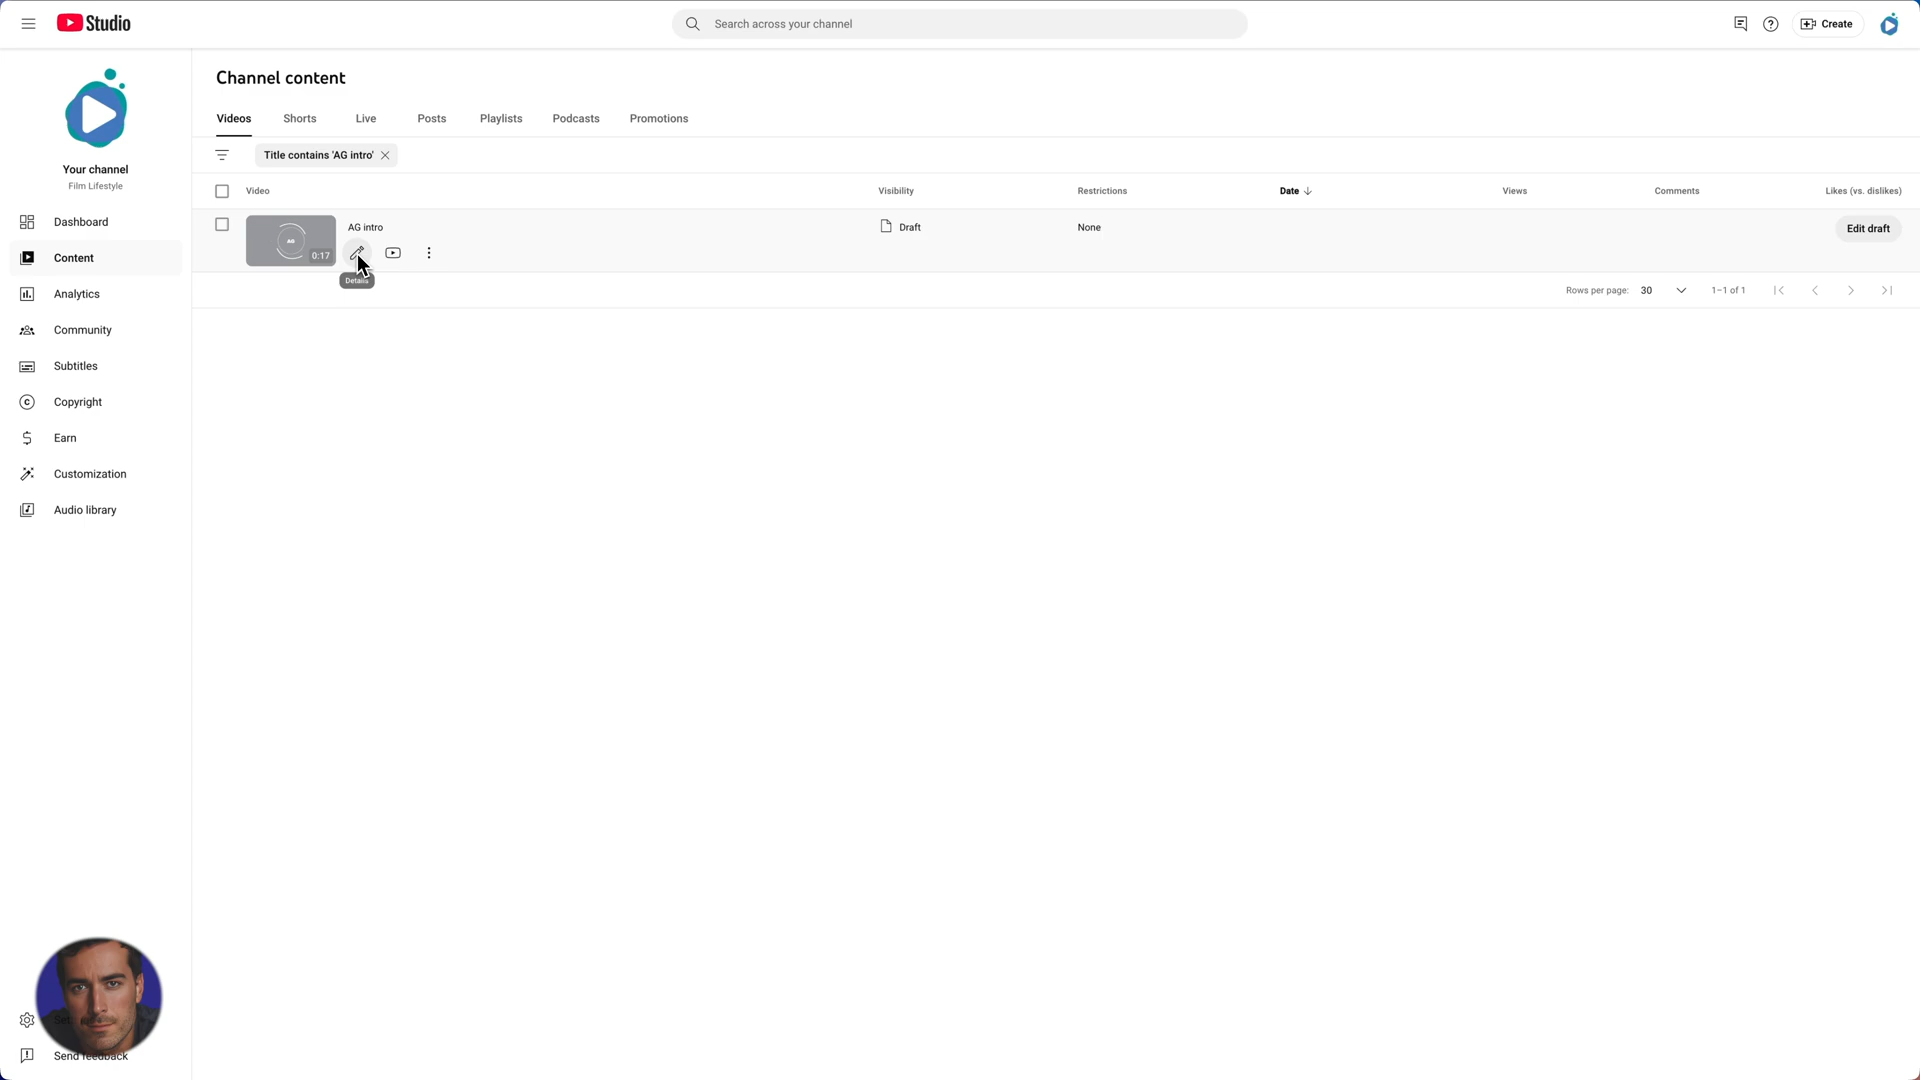 Studio
Search across your channel
Create
Your channel
Film Lifestyle
Dashboard
Content
Analytics
Community
Subtitles
Copyright
Earn
Customization
Audio library
Send feedback
Channel content
Videos
Shorts
Live
Posts
Playlists
Podcasts
Promotions
Title contains 'AG intro'
Video
Visibility
Restrictions
Date
Views
Comments
Likes (vs. dislikes)
AG
0:17
AG intro
Details
Draft
None
Edit draft
Rows per page: 30
1–1 of 1